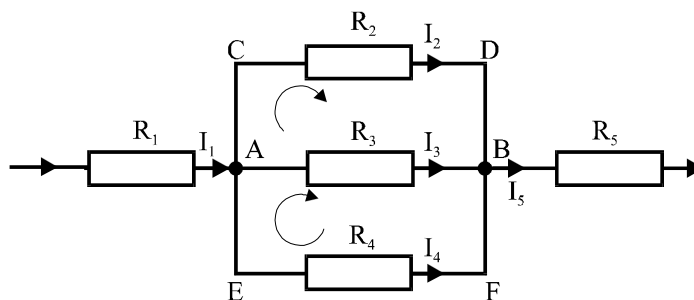 C R₂ I₂ D
R₁ I₁ A R₃ I₃ B R₅
I₅
R₄ I₄
E F